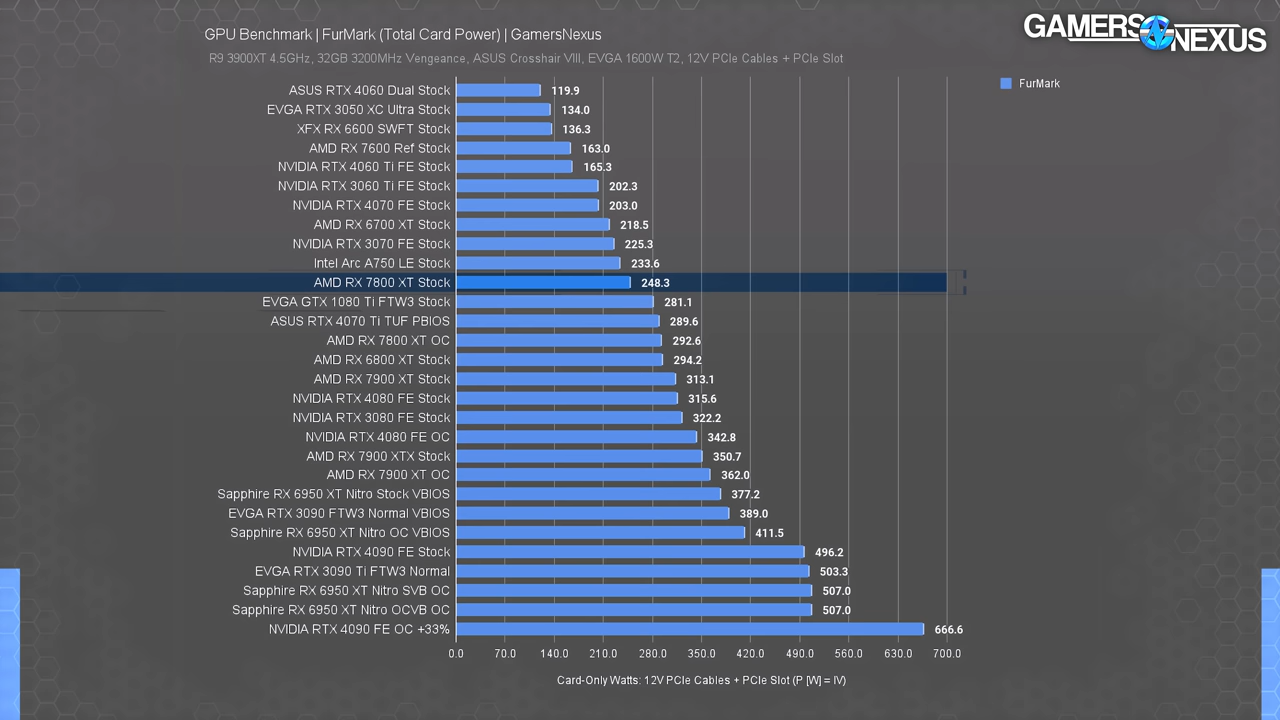 GPU Benchmark | FurMark (Total Card Power) | GamersNexus
GAMERS NEXUS
R9 3900XT 4.5GHz, 32GB 3200MHz Vengeance, ASUS Crosshair VIII, EVGA 1600W T2, 12V PCIe Cables + PCIe Slot
FurMark
ASUS RTX 4060 Dual Stock 119.9
EVGA RTX 3050 XC Ultra Stock 134.0
XFX RX 6600 SWFT Stock 136.3
AMD RX 7600 Ref Stock 163.0
NVIDIA RTX 4060 Ti FE Stock 165.3
NVIDIA RTX 3060 Ti FE Stock 202.3
NVIDIA RTX 4070 FE Stock 203.0
AMD RX 6700 XT Stock 218.5
NVIDIA RTX 3070 FE Stock 225.3
Intel Arc A750 LE Stock 233.6
AMD RX 7800 XT Stock 248.3
EVGA GTX 1080 Ti FTW3 Stock 281.1
ASUS RTX 4070 Ti TUF PBIOS 289.6
AMD RX 7800 XT OC 292.6
AMD RX 6800 XT Stock 294.2
AMD RX 7900 XT Stock 313.1
NVIDIA RTX 4080 FE Stock 315.6
NVIDIA RTX 3080 FE Stock 322.2
NVIDIA RTX 4080 FE OC 342.8
AMD RX 7900 XTX Stock 350.7
AMD RX 7900 XT OC 362.0
Sapphire RX 6950 XT Nitro Stock VBIOS 377.2
EVGA RTX 3090 FTW3 Normal VBIOS 389.0
Sapphire RX 6950 XT Nitro OC VBIOS 411.5
NVIDIA RTX 4090 FE Stock 496.2
EVGA RTX 3090 Ti FTW3 Normal 503.3
Sapphire RX 6950 XT Nitro SVB OC 507.0
Sapphire RX 6950 XT Nitro OCVB OC 507.0
NVIDIA RTX 4090 FE OC +33% 666.6
0.0 70.0 140.0 210.0 280.0 350.0 420.0 490.0 560.0 630.0 700.0
Card-Only Watts: 12V PCIe Cables + PCIe Slot (P [W] = IV)